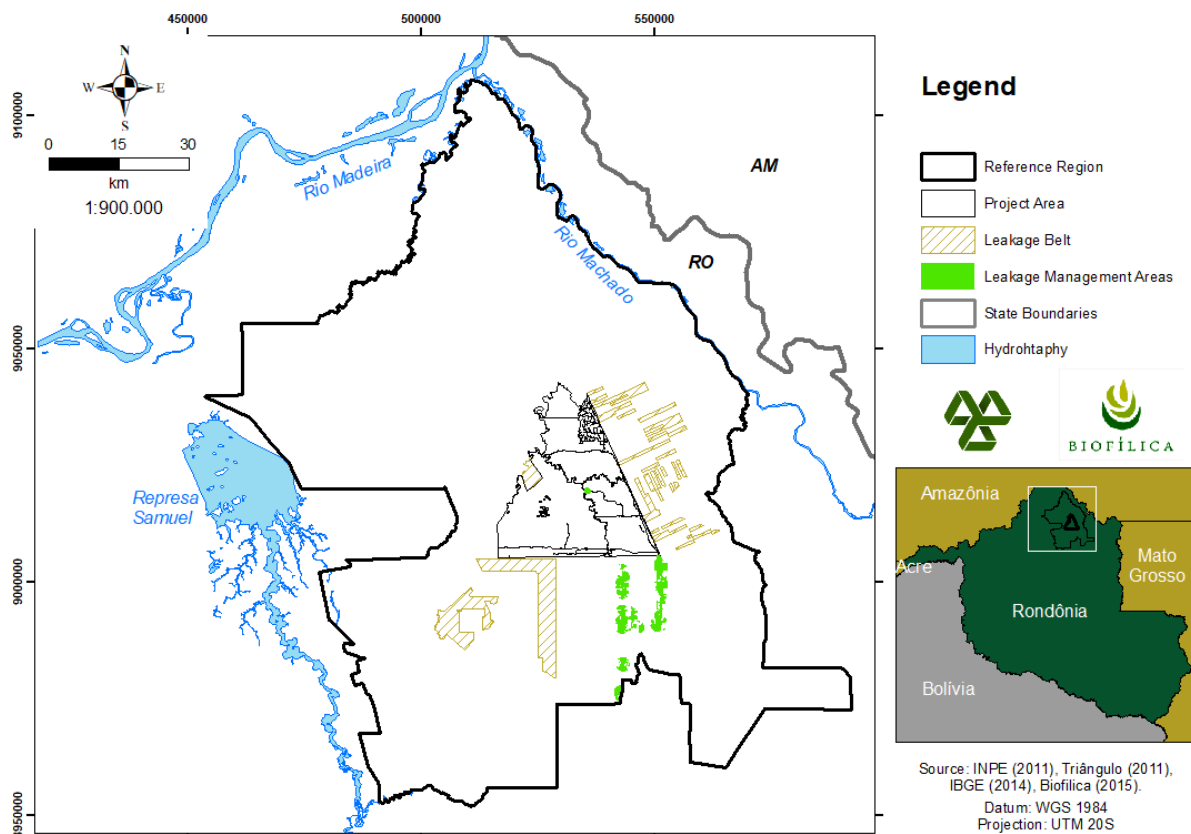 450000
500000
550000
N
W
E
S
0
15
30
km
1:900.000
9100000
9050000
9000000
8950000
Rio Madeira
Rio Machado
AM
RO
Represa
Samuel
Legend
Reference Region
Project Area
Leakage Belt
Leakage Management Areas
State Boundaries
Hydrohtaphy
BIOFÍLICA
Amazônia
Acre
Mato
Grosso
Rondônia
Bolívia
Source: INPE (2011), Triângulo (2011),
IBGE (2014), Biofílica (2015).
Datum: WGS 1984
Projection: UTM 20S